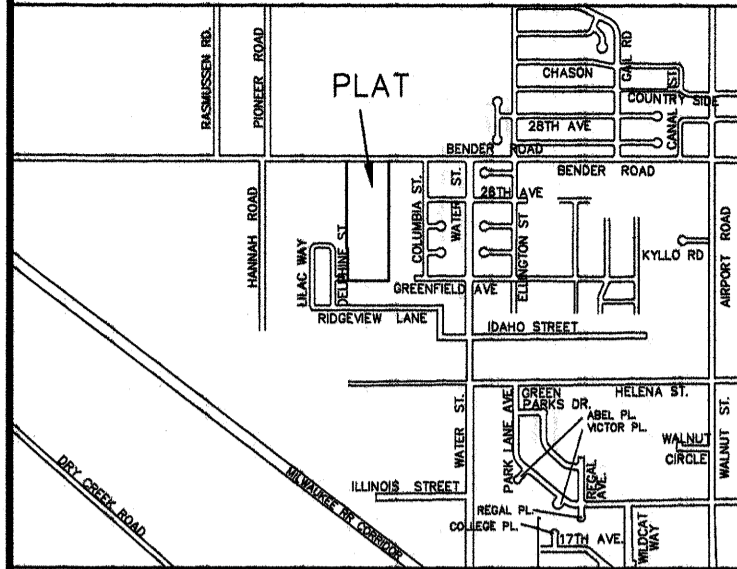 RASMUSSEN RD.
PIONEER ROAD
PLAT
CHASON
GAIL RD
CANAL ST.
COUNTRY SIDE
28TH AVE
BENDER ROAD
BENDER ROAD
HANNAH ROAD
LILAC WAY
DELPHINE ST.
COLUMBIA ST.
WATER ST.
28TH AVE
ELLINGTON ST
KYLLO RD
AIRPORT ROAD
GREENFIELD AVE
RIDGEVIEW LANE
IDAHO STREET
HELENA ST.
WATER ST.
PARK LANE AVE.
GREEN
PARKS DR.
ABEL PL.
VICTOR PL.
WALNUT
CIRCLE
WALNUT ST.
DRY CREEK ROAD
MILWAUKEE RR CORRIDOR
ILLINOIS STREET
REGAL AVE.
REGAL PL.
COLLEGE PL.
17TH AVE.
WILDCAT
WAY